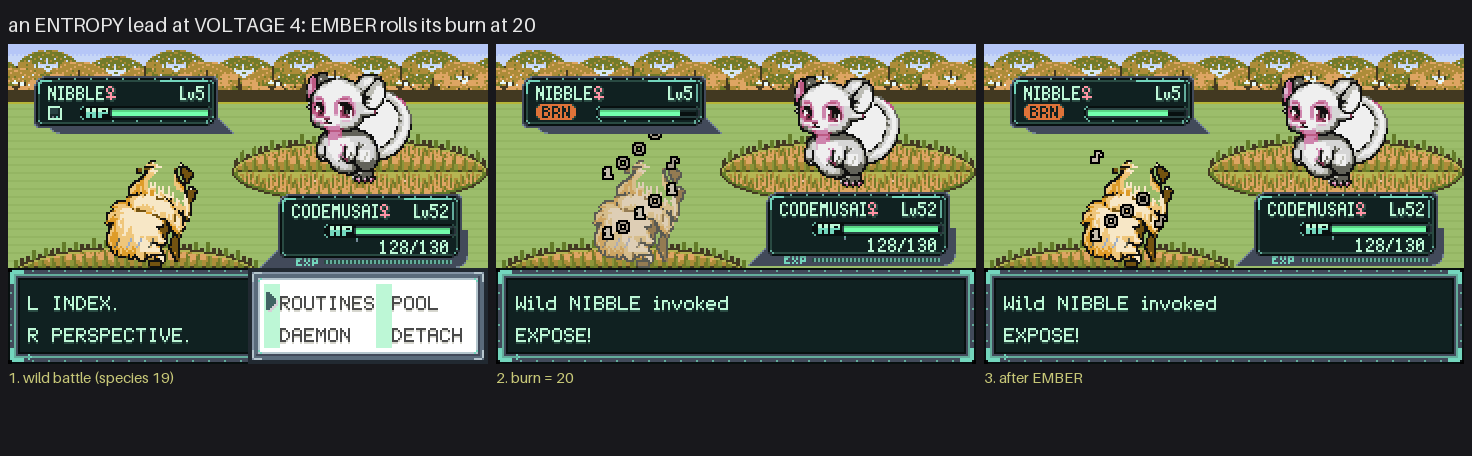 an ENTROPY lead at VOLTAGE 4: EMBER rolls its burn at 20
NIBBLE♀ Lv5
HP
CODEMUSAI♀ Lv52
HP
128/130
EXP
L INDEX.
R PERSPECTIVE.
ROUTINES POOL
DAEMON DETACH
1. wild battle (species 19)
NIBBLE♀ Lv5
BRN
CODEMUSAI♀ Lv52
HP
128/130
EXP
Wild NIBBLE invoked
EXPOSE!
2. burn = 20
NIBBLE♀ Lv5
BRN
CODEMUSAI♀ Lv52
HP
128/130
EXP
Wild NIBBLE invoked
EXPOSE!
3. after EMBER